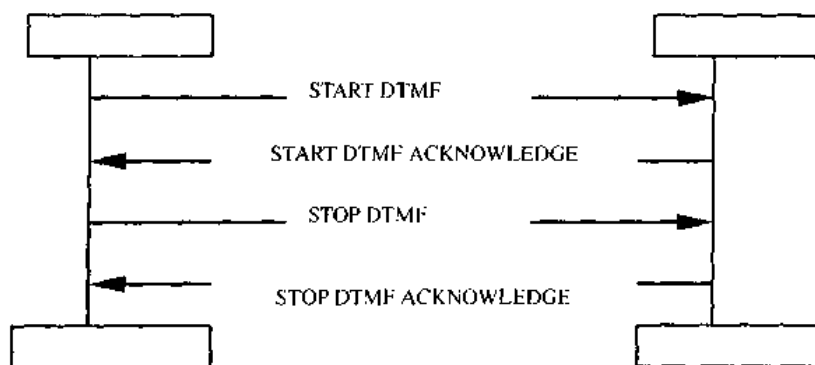 START DTMF
START DTMF ACKNOWLEDGE
STOP DTMF
STOP DTMF ACKNOWLEDGE